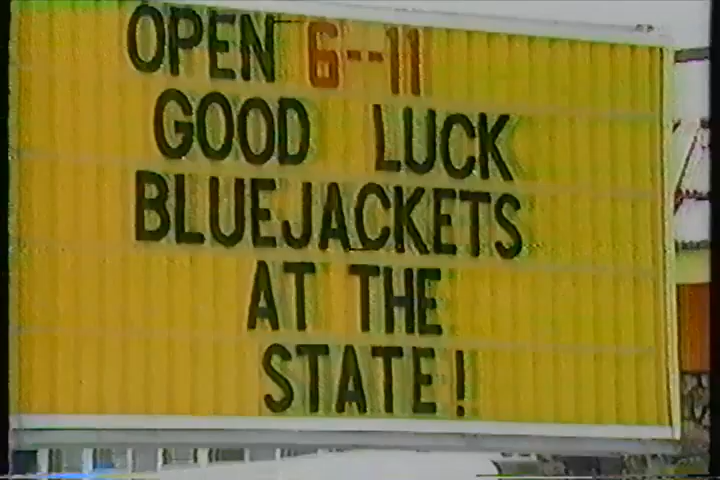 OPEN 6--11
GOOD LUCK
BLUEJACKETS
AT THE
STATE!